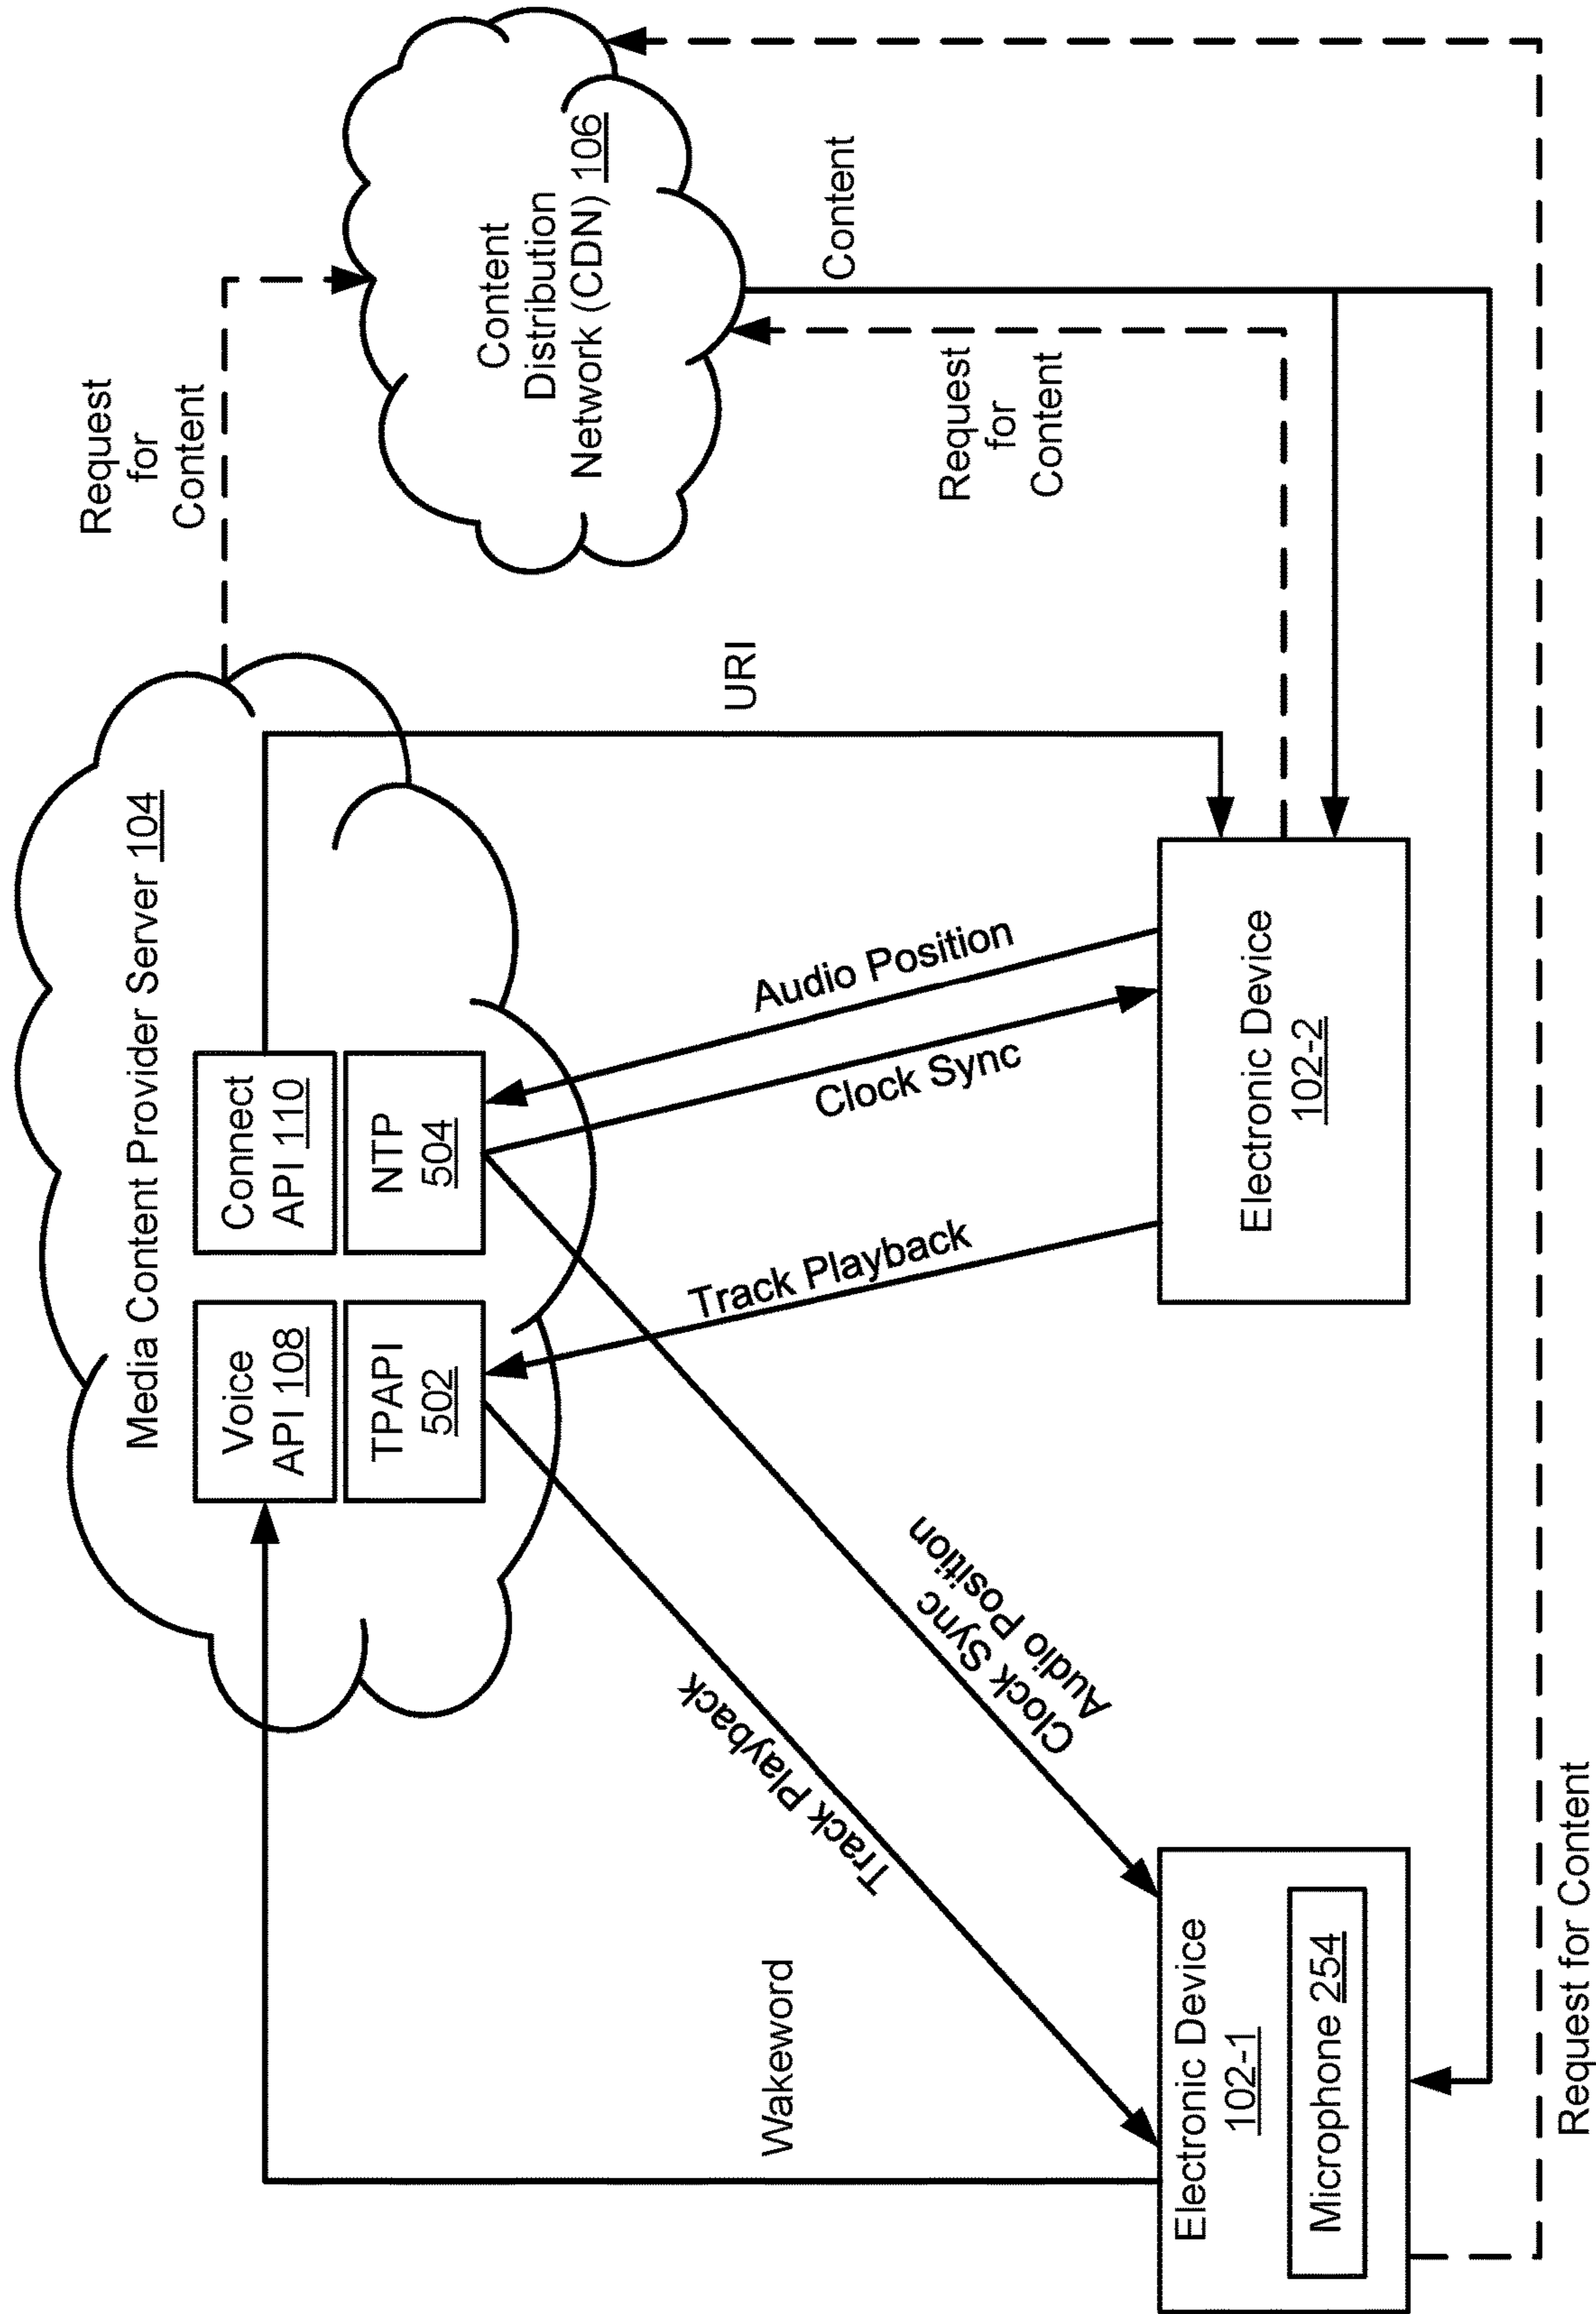 Media Content Provider Server 104
Voice
API 108
Connect
API 110
TPAPI
502
NTP
504
Request
for
Content
Content
Distribution
Network (CDN) 106
Wakeword
Track Playback
Clock Sync
Audio Position
Track Playback
Audio Position
Clock Sync
URI
Request
for
Content
Content
Electronic Device
102-1
Microphone 254
Electronic Device
102-2
Request for Content